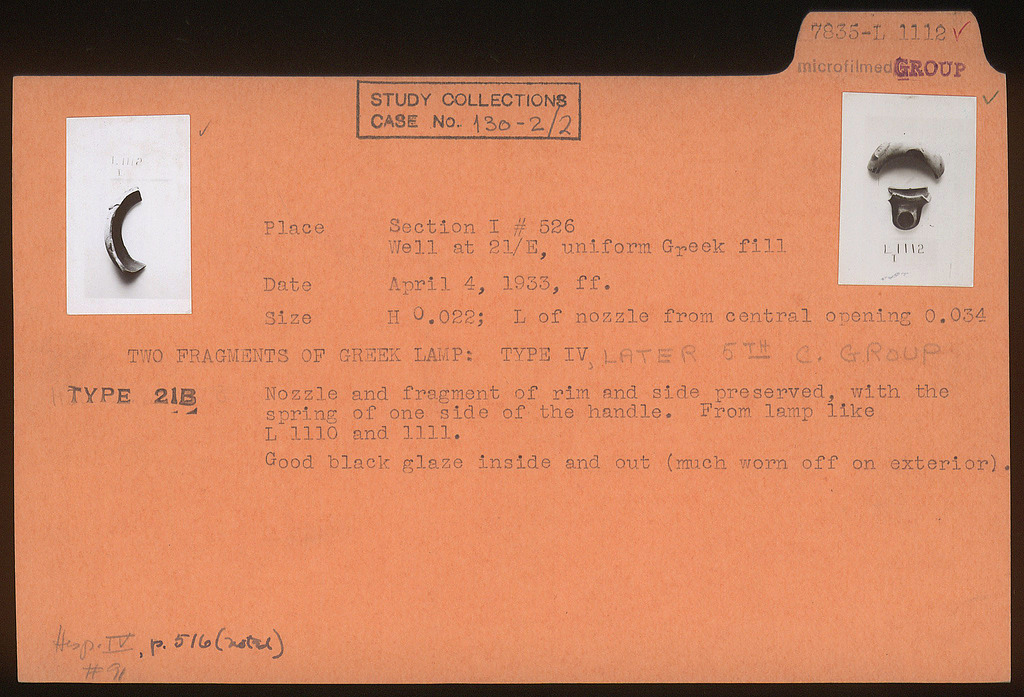 7835-L 1112 ✓
microfilmed GROUP
STUDY COLLECTIONS
CASE No. 130-2/2
L 1112
1
L 1112
1
Place Section I # 526
Well at 21/E, uniform Greek fill
Date April 4, 1933, ff.
Size H 0.022; L of nozzle from central opening 0.034
TWO FRAGMENTS OF GREEK LAMP: TYPE IV, LATER 5TH C. GROUP
TYPE 21B
Nozzle and fragment of rim and side preserved, with the
spring of one side of the handle. From lamp like
L 1110 and 1111.
Good black glaze inside and out (much worn off on exterior).
Hesp. IV, p. 516 (noted)
#91